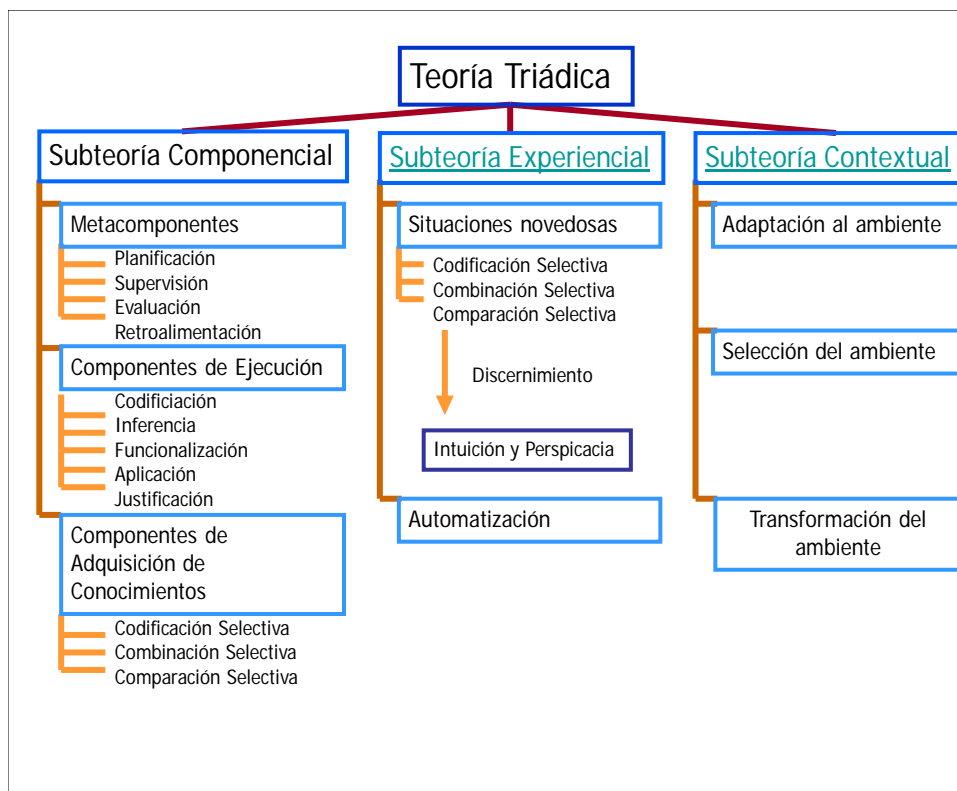 Teoría Triádica
Subteoría Componencial
Metacomponentes
Planificación
Supervisión
Evaluación
Retroalimentación
Componentes de Ejecución
Codificiación
Inferencia
Funcionalización
Aplicación
Justificación
Componentes de
Adquisición de
Conocimientos
Codificación Selectiva
Combinación Selectiva
Comparación Selectiva
Subteoría Experiencial
Situaciones novedosas
Codificación Selectiva
Combinación Selectiva
Comparación Selectiva
Discernimiento
Intuición y Perspicacia
Automatización
Subteoría Contextual
Adaptación al ambiente
Selección del ambiente
Transformación del
ambiente